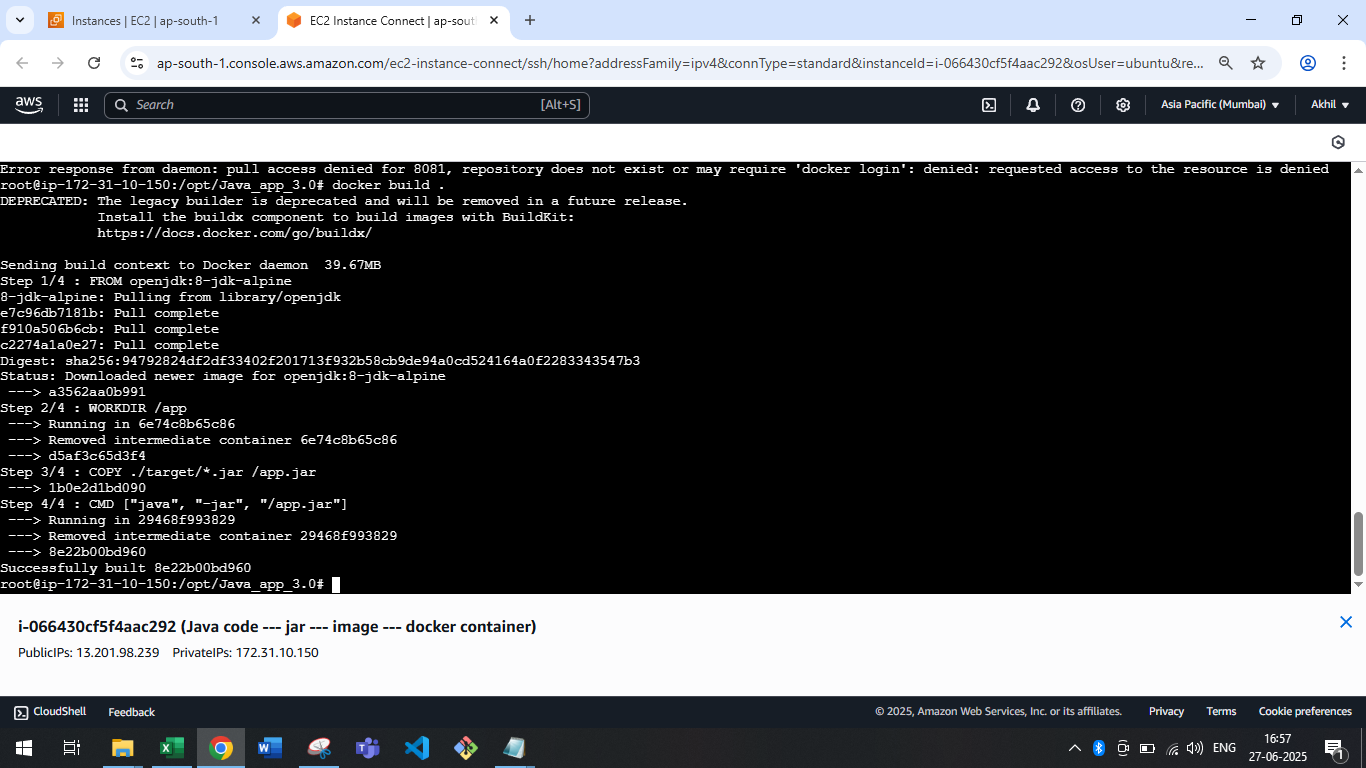 Instances | EC2 | ap-south-1
EC2 Instance Connect | ap-sout
ap-south-1.console.aws.amazon.com/ec2-instance-connect/ssh/home?addressFamily=ipv4&connType=standard&instanceId=i-066430cf5f4aac292&osUser=ubuntu&re...
aws
Search
[Alt+S]
Asia Pacific (Mumbai)
Akhil
Error response from daemon: pull access denied for 8081, repository does not exist or may require 'docker login': denied: requested access to the resource is denied
root@ip-172-31-10-150:/opt/Java_app_3.0# docker build .
DEPRECATED: The legacy builder is deprecated and will be removed in a future release.
            Install the buildx component to build images with BuildKit:
            https://docs.docker.com/go/buildx/
Sending build context to Docker daemon  39.67MB
Step 1/4 : FROM openjdk:8-jdk-alpine
8-jdk-alpine: Pulling from library/openjdk
e7c96db7181b: Pull complete
f910a506b6cb: Pull complete
c2274a1a0e27: Pull complete
Digest: sha256:94792824df2df33402f201713f932b58cb9de94a0cd524164a0f2283343547b3
Status: Downloaded newer image for openjdk:8-jdk-alpine
 ---> a3562aa0b991
Step 2/4 : WORKDIR /app
 ---> Running in 6e74c8b65c86
 ---> Removed intermediate container 6e74c8b65c86
 ---> d5af3c65d3f4
Step 3/4 : COPY ./target/*.jar /app.jar
 ---> 1b0e2d1bd090
Step 4/4 : CMD ["java", "-jar", "/app.jar"]
 ---> Running in 29468f993829
 ---> Removed intermediate container 29468f993829
 ---> 8e22b00bd960
Successfully built 8e22b00bd960
root@ip-172-31-10-150:/opt/Java_app_3.0#
i-066430cf5f4aac292 (Java code --- jar --- image --- docker container)
PublicIPs: 13.201.98.239    PrivateIPs: 172.31.10.150
CloudShell
Feedback
© 2025, Amazon Web Services, Inc. or its affiliates.
Privacy
Terms
Cookie preferences
ENG
16:57
27-06-2025
1